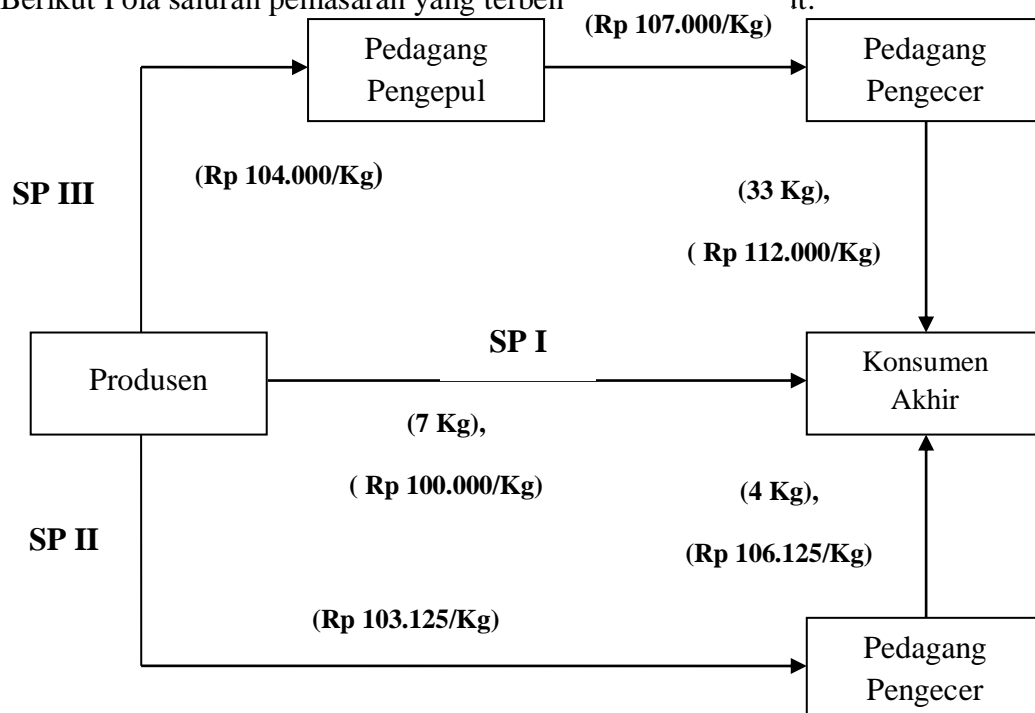 Berikut Pola saluran pemasaran yang
(Rp 107.000/Kg)
Pedagang
Pengepul
Pedagang
Pengecer
(Rp 104.000/Kg)
SP III
(33 Kg),
( Rp 112.000/Kg)
SP I
Produsen
Konsumen
Akhir
(7 Kg),
( Rp 100.000/Kg)
(4 Kg),
SP II
(Rp 106.125/Kg)
(Rp 103.125/Kg)
Pedagang
Pengecer